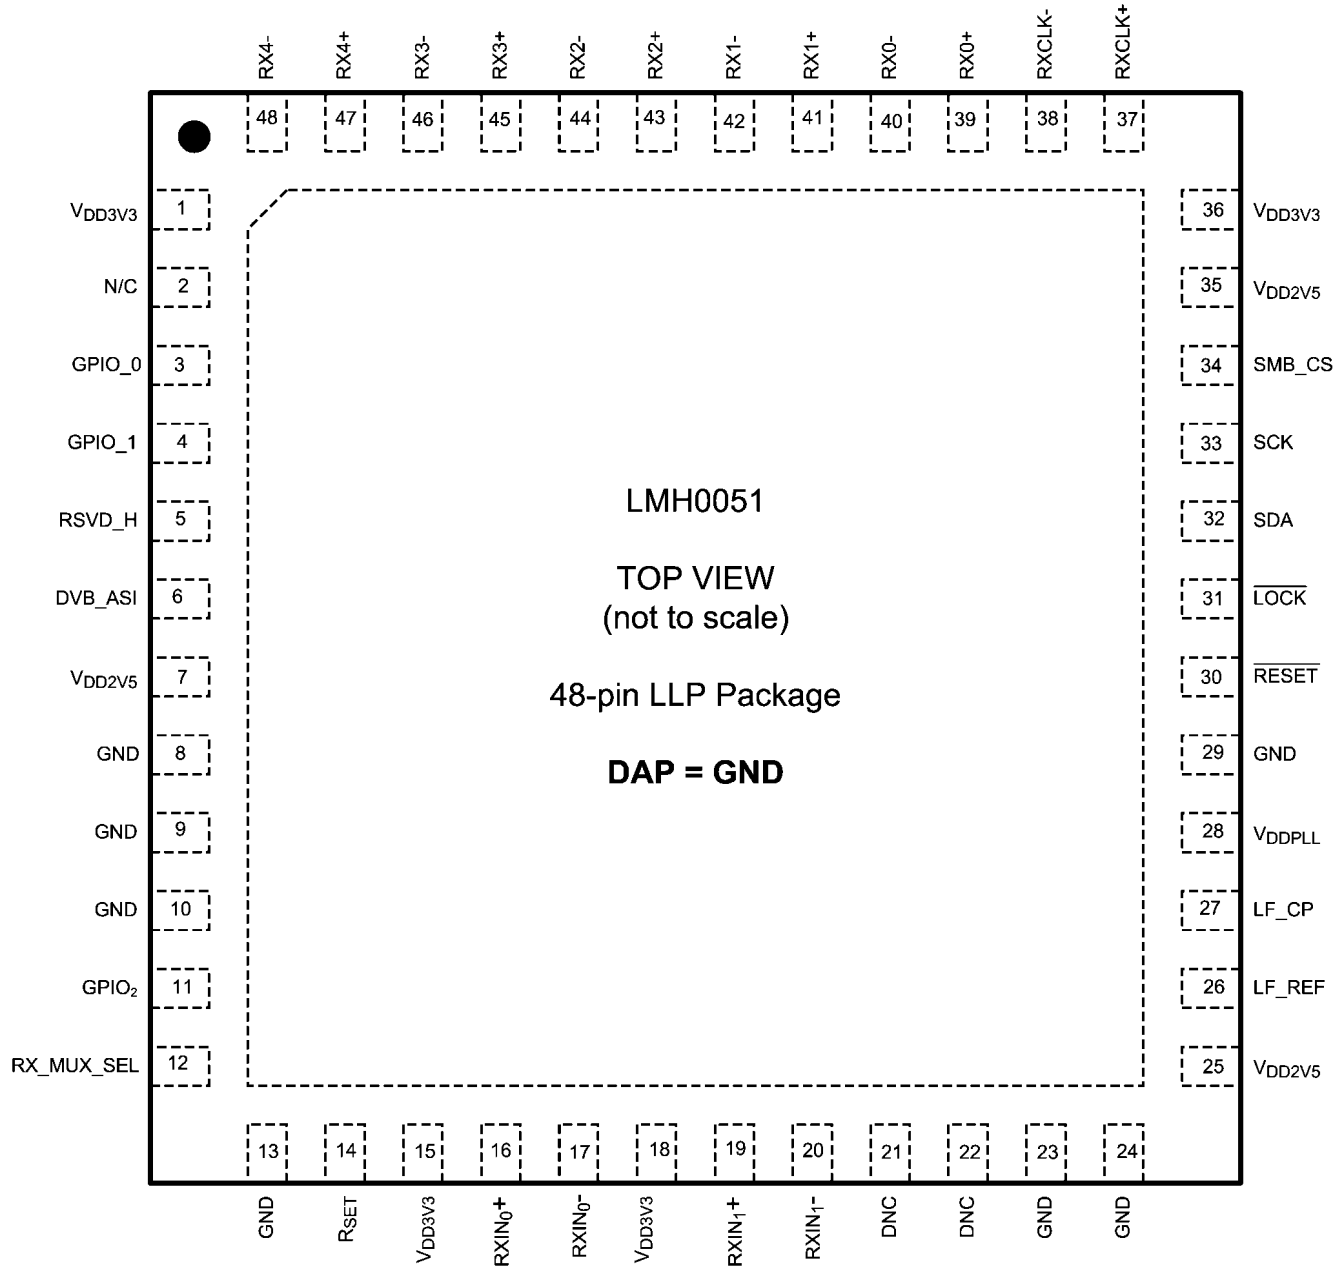 RX4-
RX4+
RX3-
RX3+
RX2-
RX2+
RX1-
RX1+
RX0-
RX0+
RXCLK-
RXCLK+
48 47 46 45 44 43 42 41 40 39 38 37
VDD3V3 1 36 VDD3V3
N/C 2 35 VDD2V5
GPIO_0 3 34 SMB_CS
GPIO_1 4 33 SCK
RSVD_H 5 32 SDA
DVB_ASI 6 31 LOCK
VDD2V5 7 30 RESET
GND 8 29 GND
GND 9 28 VDDPLL
GND 10 27 LF_CP
GPIO2 11 26 LF_REF
RX_MUX_SEL 12 25 VDD2V5
LMH0051
TOP VIEW
(not to scale)
48-pin LLP Package
DAP = GND
13 14 15 16 17 18 19 20 21 22 23 24
GND
RSET
VDD3V3
RXIN0+
RXIN0-
VDD3V3
RXIN1+
RXIN1-
DNC
DNC
GND
GND